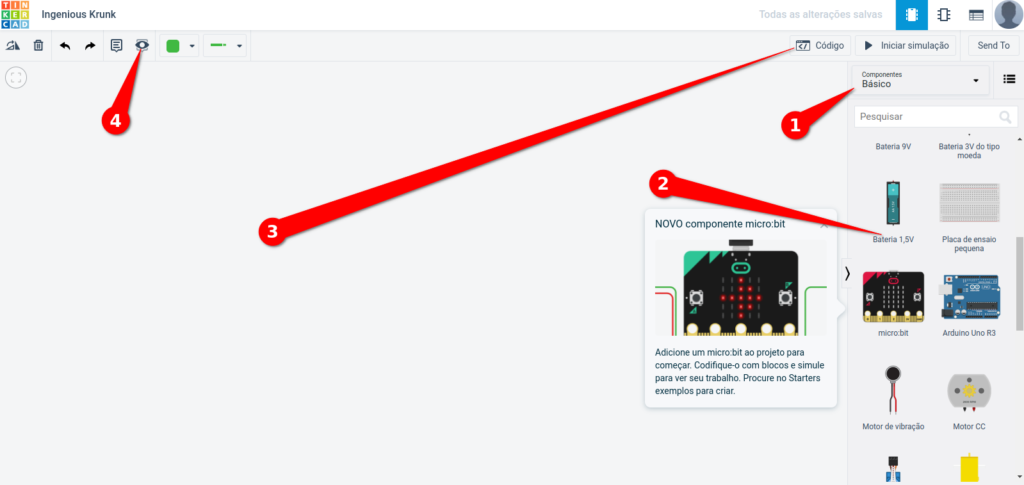 TIN
KER
CAD
Ingenious Krunk
Todas as alterações salvas
Código
Iniciar simulação
Send To
Componentes
Básico
Pesquisar
Bateria 9V
Bateria 3V do tipo
moeda
Bateria 1,5V
Placa de ensaio
pequena
micro:bit
Arduino Uno R3
Motor de vibração
Motor CC
NOVO componente micro:bit
Adicione um micro:bit ao projeto para
começar. Codifique-o com blocos e simule
para ver seu trabalho. Procure no Starters
exemplos para criar.
1
2
3
4